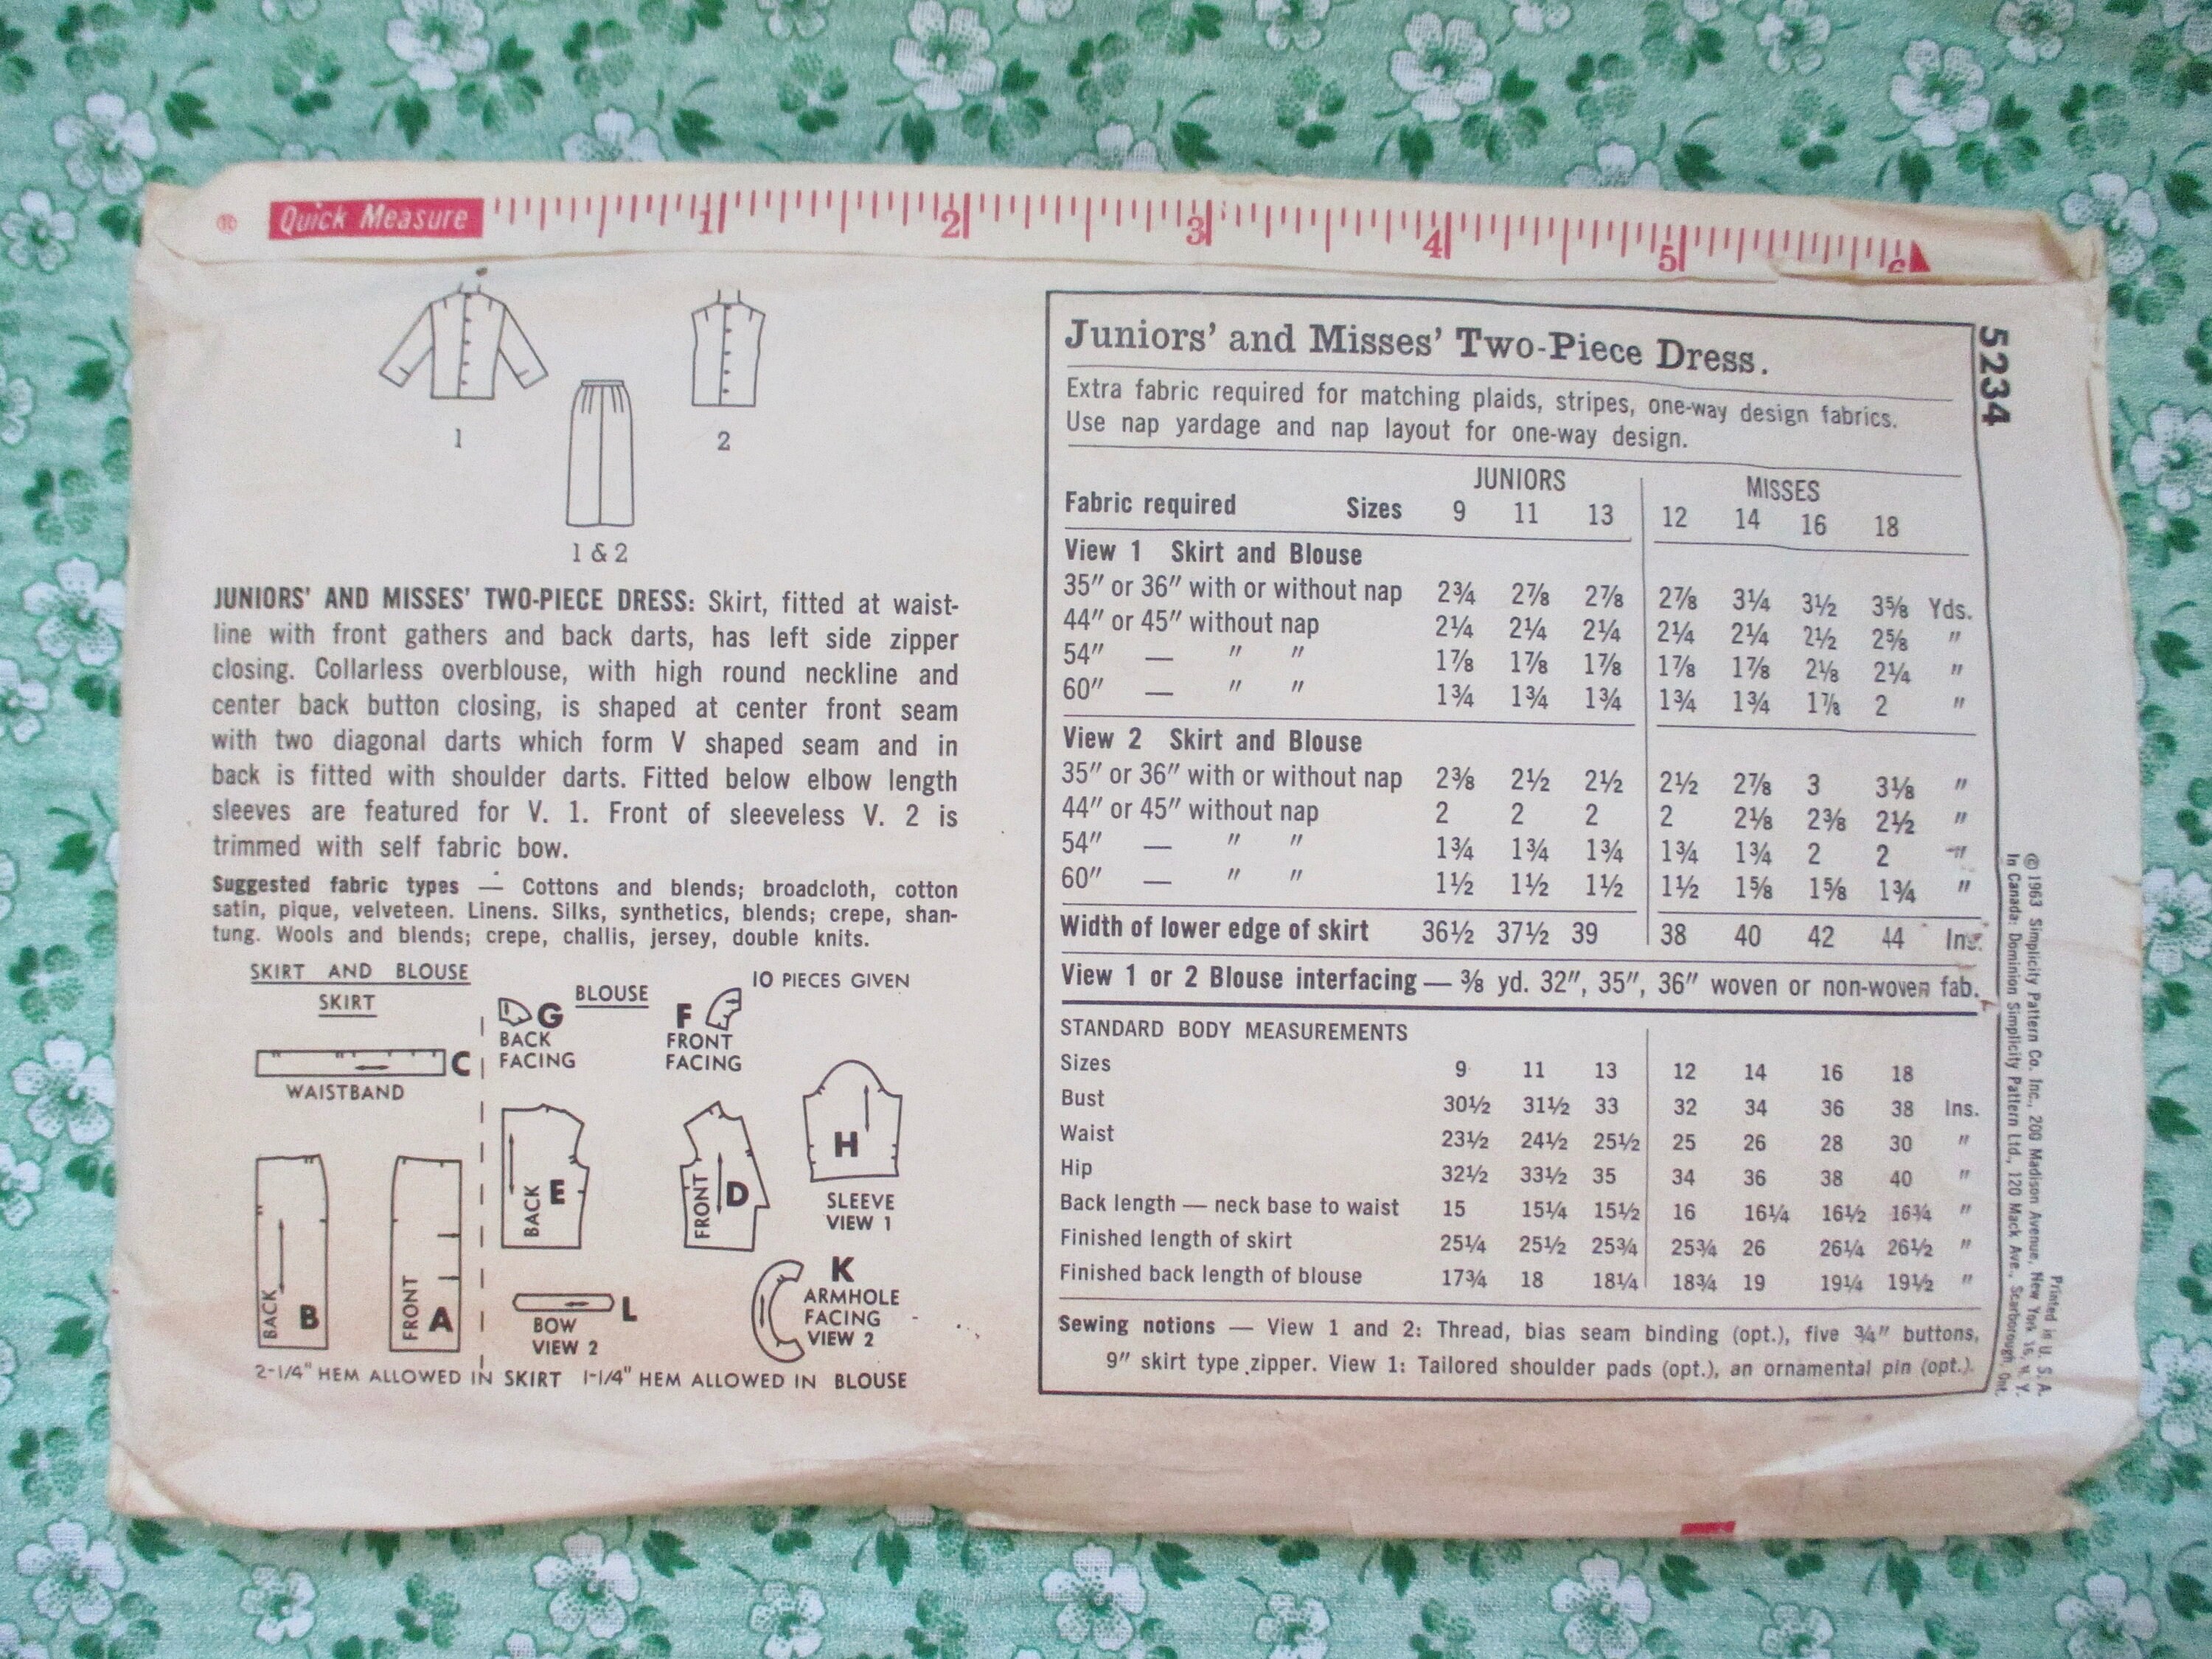 Ⓡ Quick Measure 1 2 3 4 5 6
1
2
1 & 2
JUNIORS' AND MISSES' TWO-PIECE DRESS: Skirt, fitted at waist-
line with front gathers and back darts, has left side zipper
closing. Collarless overblouse, with high round neckline and
center back button closing, is shaped at center front seam
with two diagonal darts which form V shaped seam and in
back is fitted with shoulder darts. Fitted below elbow length
sleeves are featured for V. 1. Front of sleeveless V. 2 is
trimmed with self fabric bow.
Suggested fabric types — Cottons and blends; broadcloth, cotton
satin, pique, velveteen. Linens. Silks, synthetics, blends; crepe, shan-
tung. Wools and blends; crepe, challis, jersey, double knits.
SKIRT AND BLOUSE
SKIRT
BLOUSE
10 PIECES GIVEN
C
WAISTBAND
G
BACK
FACING
F
FRONT
FACING
BACK B
FRONT A
BACK E
FRONT D
H
SLEEVE
VIEW 1
L
BOW
VIEW 2
K
ARMHOLE
FACING
VIEW 2
2-1/4" HEM ALLOWED IN SKIRT 1-1/4" HEM ALLOWED IN BLOUSE
Juniors' and Misses' Two-Piece Dress.
Extra fabric required for matching plaids, stripes, one-way design fabrics.
Use nap yardage and nap layout for one-way design.
JUNIORS MISSES
Fabric required Sizes 9 11 13 12 14 16 18
View 1 Skirt and Blouse
35" or 36" with or without nap 2¾ 2⅞ 2⅞ 2⅞ 3¼ 3½ 3⅝ Yds.
44" or 45" without nap 2¼ 2¼ 2¼ 2¼ 2¼ 2½ 2⅝ "
54" — " " 1⅞ 1⅞ 1⅞ 1⅞ 1⅞ 2⅛ 2¼ "
60" — " " 1¾ 1¾ 1¾ 1¾ 1¾ 1⅞ 2 "
View 2 Skirt and Blouse
35" or 36" with or without nap 2⅜ 2½ 2½ 2½ 2⅞ 3 3⅛ "
44" or 45" without nap 2 2 2 2 2⅛ 2⅜ 2½ "
54" — " " 1¾ 1¾ 1¾ 1¾ 1¾ 2 2 "
60" — " " 1½ 1½ 1½ 1½ 1⅝ 1⅝ 1¾ "
Width of lower edge of skirt 36½ 37½ 39 38 40 42 44 Ins.
View 1 or 2 Blouse interfacing — ⅜ yd. 32", 35", 36" woven or non-woven fab.
STANDARD BODY MEASUREMENTS
Sizes 9 11 13 12 14 16 18
Bust 30½ 31½ 33 32 34 36 38 Ins.
Waist 23½ 24½ 25½ 25 26 28 30 "
Hip 32½ 33½ 35 34 36 38 40 "
Back length — neck base to waist 15 15¼ 15½ 16 16¼ 16½ 16¾ "
Finished length of skirt 25¼ 25½ 25¾ 25¾ 26 26¼ 26½ "
Finished back length of blouse 17¾ 18 18¼ 18¾ 19 19¼ 19½ "
Sewing notions — View 1 and 2: Thread, bias seam binding (opt.), five ¾" buttons,
9" skirt type zipper. View 1: Tailored shoulder pads (opt.), an ornamental pin (opt.).
5234
Printed in U. S. A.
©1963 Simplicity Pattern Co. Inc., 200 Madison Avenue, New York 16, N. Y.
In Canada: Dominion Simplicity Pattern Ltd., 120 Mack Ave., Scarborough, Ont.